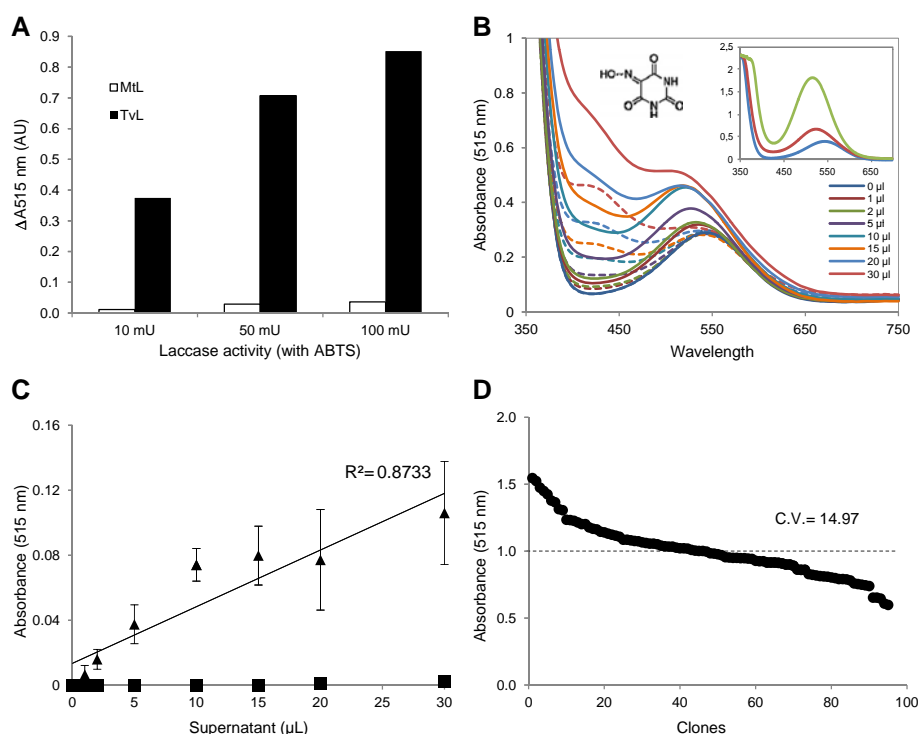 A
ΔΔA515 nm (AU)
1.0
0.9
0.8
0.7
0.6
0.5
0.4
0.3
0.2
0.1
0.0
MtL
TvL
10 mU
50 mU
100 mU
Laccase activity (with ABTS)
B
Absorbance (515 nm)
1
0.8
0.6
0.4
0.2
0
350
450
550
650
750
Wavelength
HO
N
O
O
NH
N
H
O
2,5
2
1,5
1
0,5
0
350
450
550
650
0 µl
1 µl
2 µl
5 µl
10 µl
15 µl
20 µl
30 µl
C
Absorbance (515 nm)
0.16
0.12
0.08
0.04
0
R²= 0.8733
0
5
10
15
20
25
30
Supernatant (µL)
D
Absorbance (515 nm)
2.0
1.5
1.0
0.5
0.0
C.V.= 14.97
0
20
40
60
80
100
Clones